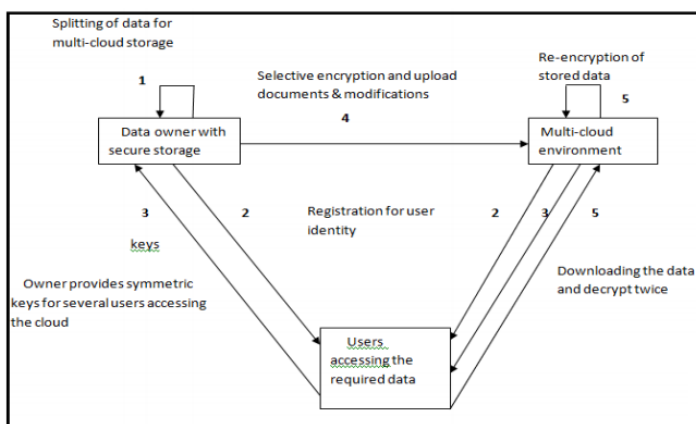 Splitting of data for
multi-cloud storage
1
Selective encryption and upload
documents & modifications
4
Re-encryption of
stored data
5
Data owner with
secure storage
Multi-cloud
environment
3
keys
2
Registration for user
identity
2
3
5
Owner provides symmetric
keys for several users accessing
the cloud
Downloading the data
and decrypt twice
Users
accessing the
required data